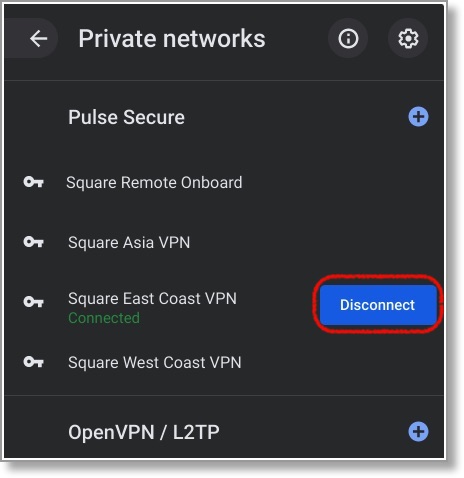 Private networks
Pulse Secure
Square Remote Onboard
Square Asia VPN
Square East Coast VPN
Connected
Disconnect
Square West Coast VPN
OpenVPN / L2TP